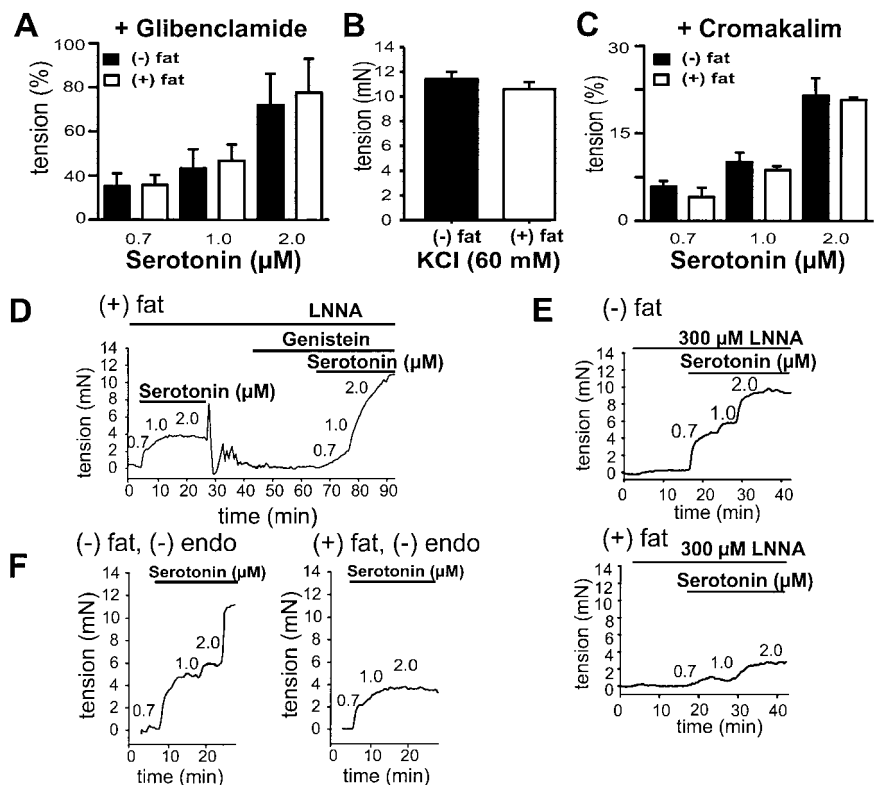 A + Glibenclamide
tension (%)
100
80
60
40
0
(-) fat
(+) fat
0.7 1.0 2.0
Serotonin (µM)
B
tension (mN)
14
12
10
8
6
4
2
0
(-) fat (+) fat
KCl (60 mM)
C + Cromakalim
tension (%)
30
20
0
(-) fat
(+) fat
0.7 1.0 2.0
Serotonin (µM)
D (+) fat
LNNA
Genistein
Serotonin (µM)
Serotonin (µM)
tension (mN)
14
12
10
8
6
4
2
0
0.7 1.0 2.0
0.7 1.0 2.0
0 10 20 30 40 50 60 70 80 90
time (min)
E (-) fat
300 µM LNNA
Serotonin (µM)
tension (mN)
14
12
10
8
6
4
2
0
0.7 1.0 2.0
0 10 20 30 40
time (min)
(+) fat
300 µM LNNA
Serotonin (µM)
tension (mN)
14
12
10
8
6
4
2
0
0.7 1.0 2.0
0 10 20 30 40
time (min)
F (-) fat, (-) endo
Serotonin (µM)
tension (mN)
14
12
10
8
6
4
2
0
0.7 1.0 2.0
10 20
time (min)
(+) fat, (-) endo
Serotonin (µM)
tension (mN)
14
12
10
8
6
4
2
0
0.7 1.0 2.0
10 20
time (min)